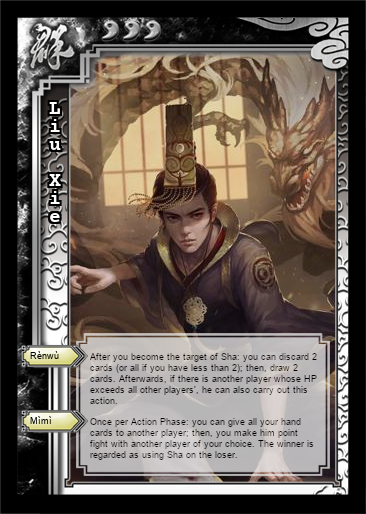 群
Liu Xie
Rènwù
After you become the target of Sha: you can discard 2
cards (or all if you have less than 2); then, draw 2
cards. Afterwards, if there is another player whose HP
exceeds all other players', he can also carry out this
action.
Mìmì
Once per Action Phase: you can give all your hand
cards to another player; then, you make him point
fight with another player of your choice. The winner is
regarded as using Sha on the loser.